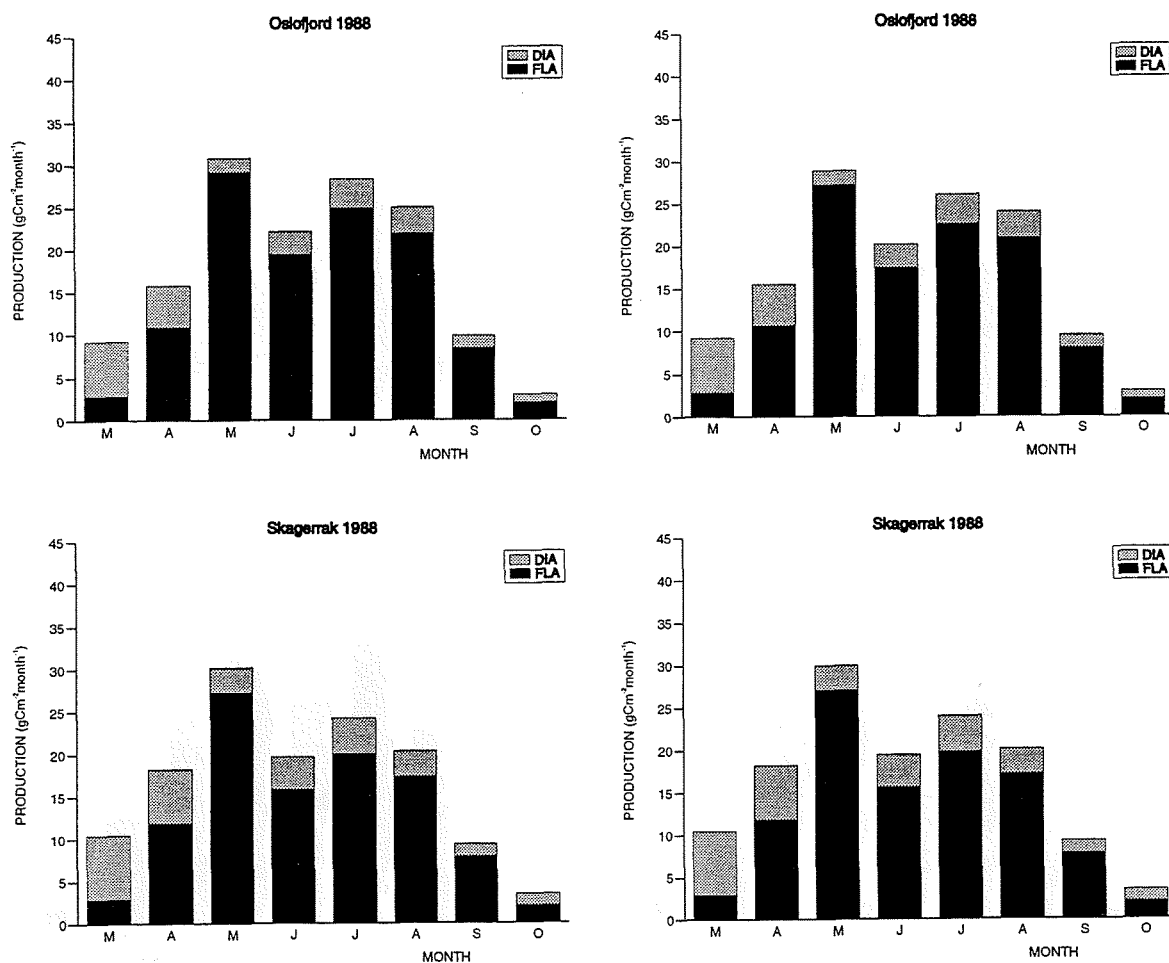 Oslofjord 1988
45
40
35
30
25
20
15
10
5
0
PRODUCTION (gCm⁻²month⁻¹)
DIA
FLA
M A M J J A S O
MONTH
Oslofjord 1988
45
40
35
30
25
20
15
10
5
0
PRODUCTION (gCm⁻²month⁻¹)
DIA
FLA
M A M J J A S O
MONTH
Skagerrak 1988
45
40
35
30
25
20
15
10
5
0
PRODUCTION (gCm⁻²month⁻¹)
DIA
FLA
M A M J J A S O
MONTH
Skagerrak 1988
45
40
35
30
25
20
15
10
5
0
PRODUCTION (gCm⁻²month⁻¹)
DIA
FLA
M A M J J A S O
MONTH